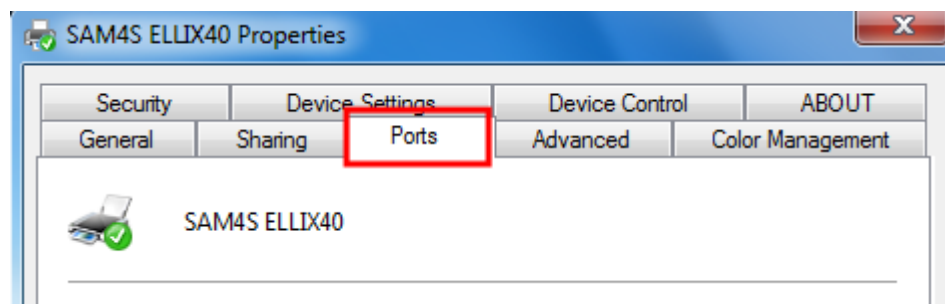 SAM4S ELLIX40 Properties
Security Device Settings Device Control ABOUT
General Sharing Ports Advanced Color Management
SAM4S ELLIX40